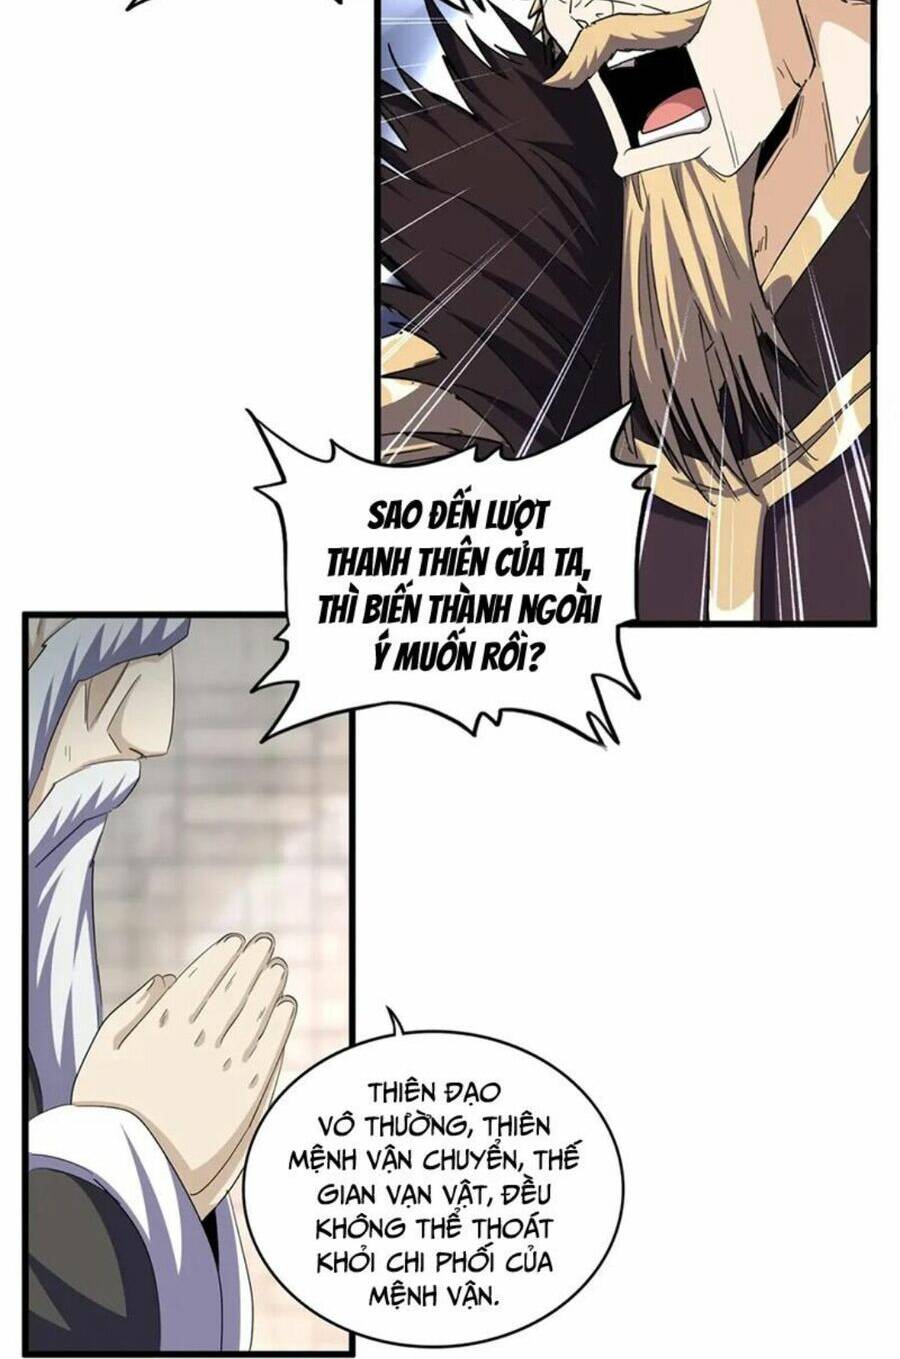 SAO ĐẾN LƯỢT
THANH THIÊN CỦA TA,
THÌ BIẾN THÀNH NGOÀI
Ý MUỐN RỒI?
THIÊN ĐẠO
VÔ THƯỜNG, THIÊN
MỆNH VẬN CHUYỂN, THẾ
GIAN VẠN VẬT, ĐỀU
KHÔNG THỂ THOÁT
KHỎI CHI PHỐI CỦA
MỆNH VẬN.